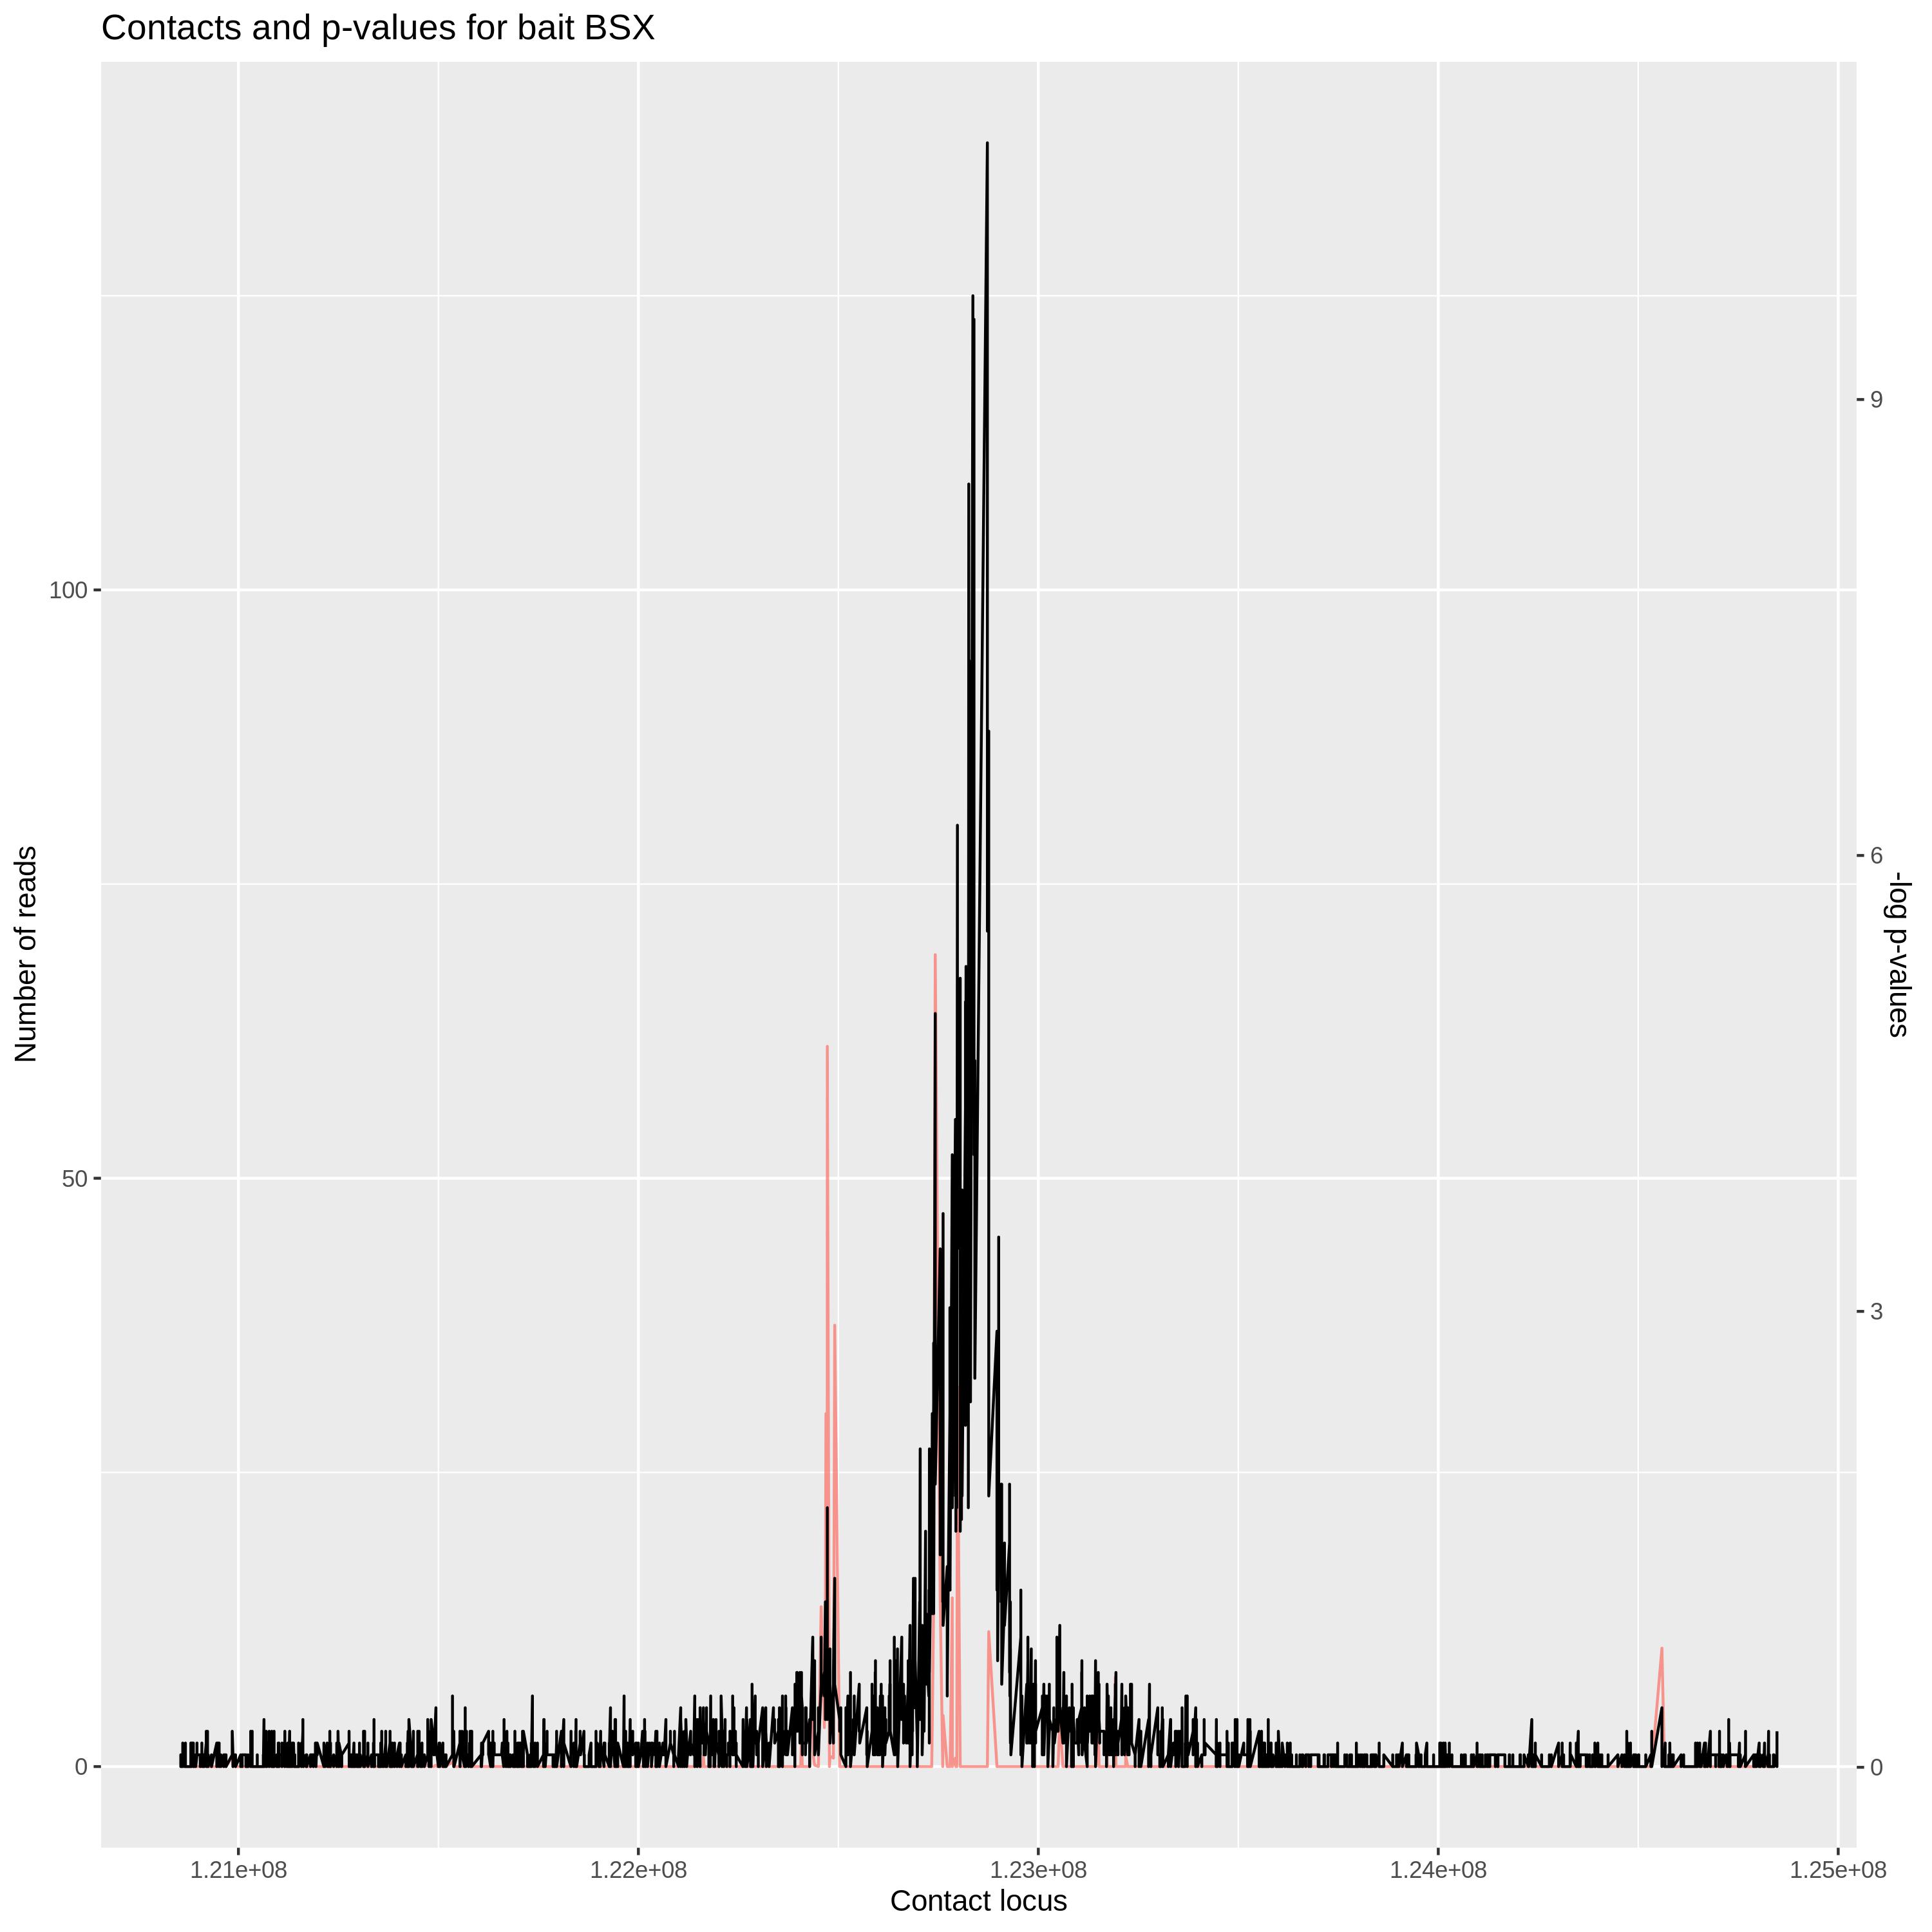 Contacts and p-values for bait BSX
Number of reads
100
50
0
9
6
3
0
-log p-values
1.21e+08
1.22e+08
1.23e+08
1.24e+08
1.25e+08
Contact locus